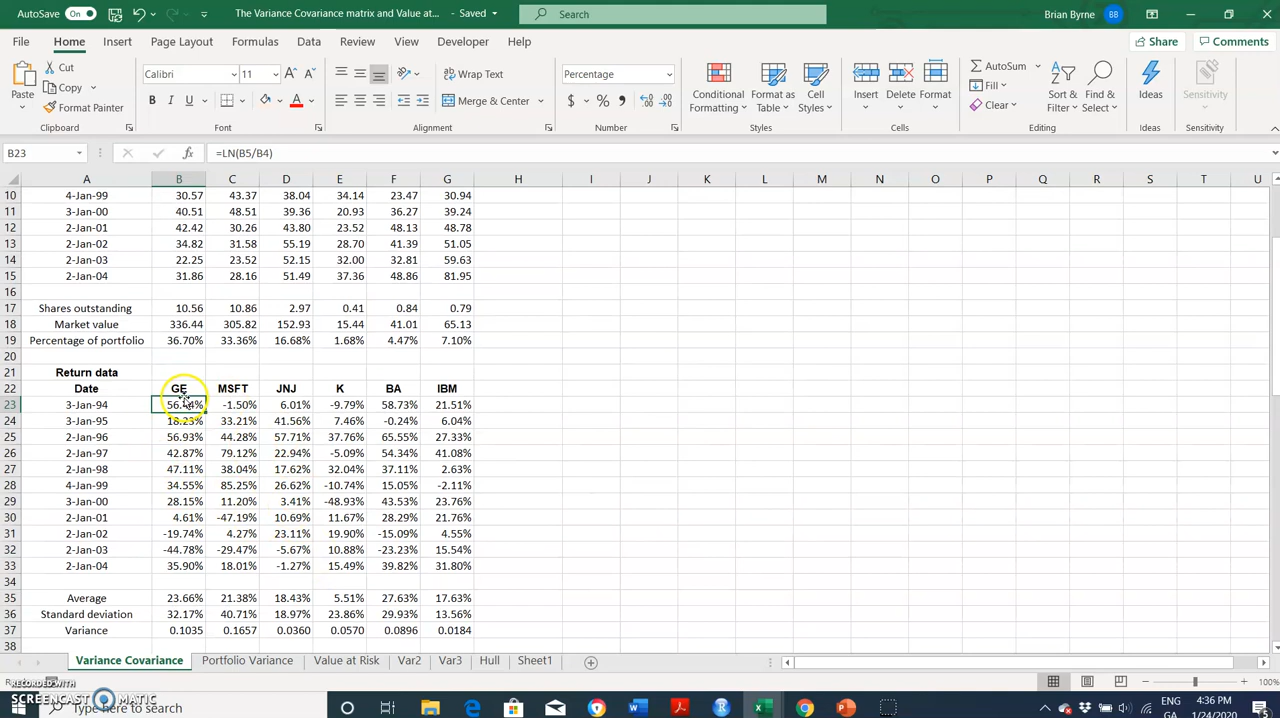 AutoSave On The Variance Covariance matrix and Value at... - Saved Search Brian Byrne BB
File Home Insert Page Layout Formulas Data Review View Developer Help Share Comments
Paste Cut Copy Format Painter Calibri 11 Wrap Text Merge & Center Percentage Conditional Formatting Format as Table Cell Styles Insert Delete Format AutoSum Fill Clear Sort & Filter Find & Select Ideas Sensitivity
Clipboard Font Alignment Number Styles Cells Editing Ideas Sensitivity
B23 =LN(B5/B4)
A B C D E F G H I J K L M N O P Q R S T U
10 4-Jan-99 30.57 43.37 38.04 34.14 23.47 30.94
11 3-Jan-00 40.51 48.51 39.36 20.93 36.27 39.24
12 2-Jan-01 42.42 30.26 43.80 23.52 48.13 48.78
13 2-Jan-02 34.82 31.58 55.19 28.70 41.39 51.05
14 2-Jan-03 22.25 23.52 52.15 32.00 32.81 59.63
15 2-Jan-04 31.86 28.16 51.49 37.36 48.86 81.95
16
17 Shares outstanding 10.56 10.86 2.97 0.41 0.84 0.79
18 Market value 336.44 305.82 152.93 15.44 41.01 65.13
19 Percentage of portfolio 36.70% 33.36% 16.68% 1.68% 4.47% 7.10%
20
21 Return data
22 Date GE MSFT JNJ K BA IBM
23 3-Jan-94 -1.50% 6.01% -9.79% 58.73% 21.51%
24 3-Jan-95 18.23% 33.21% 41.56% 7.46% -0.24% 6.04%
25 2-Jan-96 56.93% 44.28% 57.71% 37.76% 65.55% 27.33%
26 2-Jan-97 42.87% 79.12% 22.94% -5.09% 54.34% 41.08%
27 2-Jan-98 47.11% 38.04% 17.62% 32.04% 37.11% 2.63%
28 4-Jan-99 34.55% 85.25% 26.62% -10.74% 15.05% -2.11%
29 3-Jan-00 28.15% 11.20% 3.41% -48.93% 43.53% 23.76%
30 2-Jan-01 4.61% -47.19% 10.69% 11.67% 28.29% 21.76%
31 2-Jan-02 -19.74% 4.27% 23.11% 19.90% -15.09% 4.55%
32 2-Jan-03 -44.78% -29.47% -5.67% 10.88% -23.23% 15.54%
33 2-Jan-04 35.90% 18.01% -1.27% 15.49% 39.82% 31.80%
34
35 Average 23.66% 21.38% 18.43% 5.51% 27.63% 17.63%
36 Standard deviation 32.17% 40.71% 18.97% 23.86% 29.93% 13.56%
37 Variance 0.1035 0.1657 0.0360 0.0570 0.0896 0.0184
38
Variance Covariance Portfolio Variance Value at Risk Var2 Var3 Hull Sheet1
RECORDED WITH 100%
SCREENCAST MATIC Type here to search ENG 4:36 PM
GA 1/24/2020